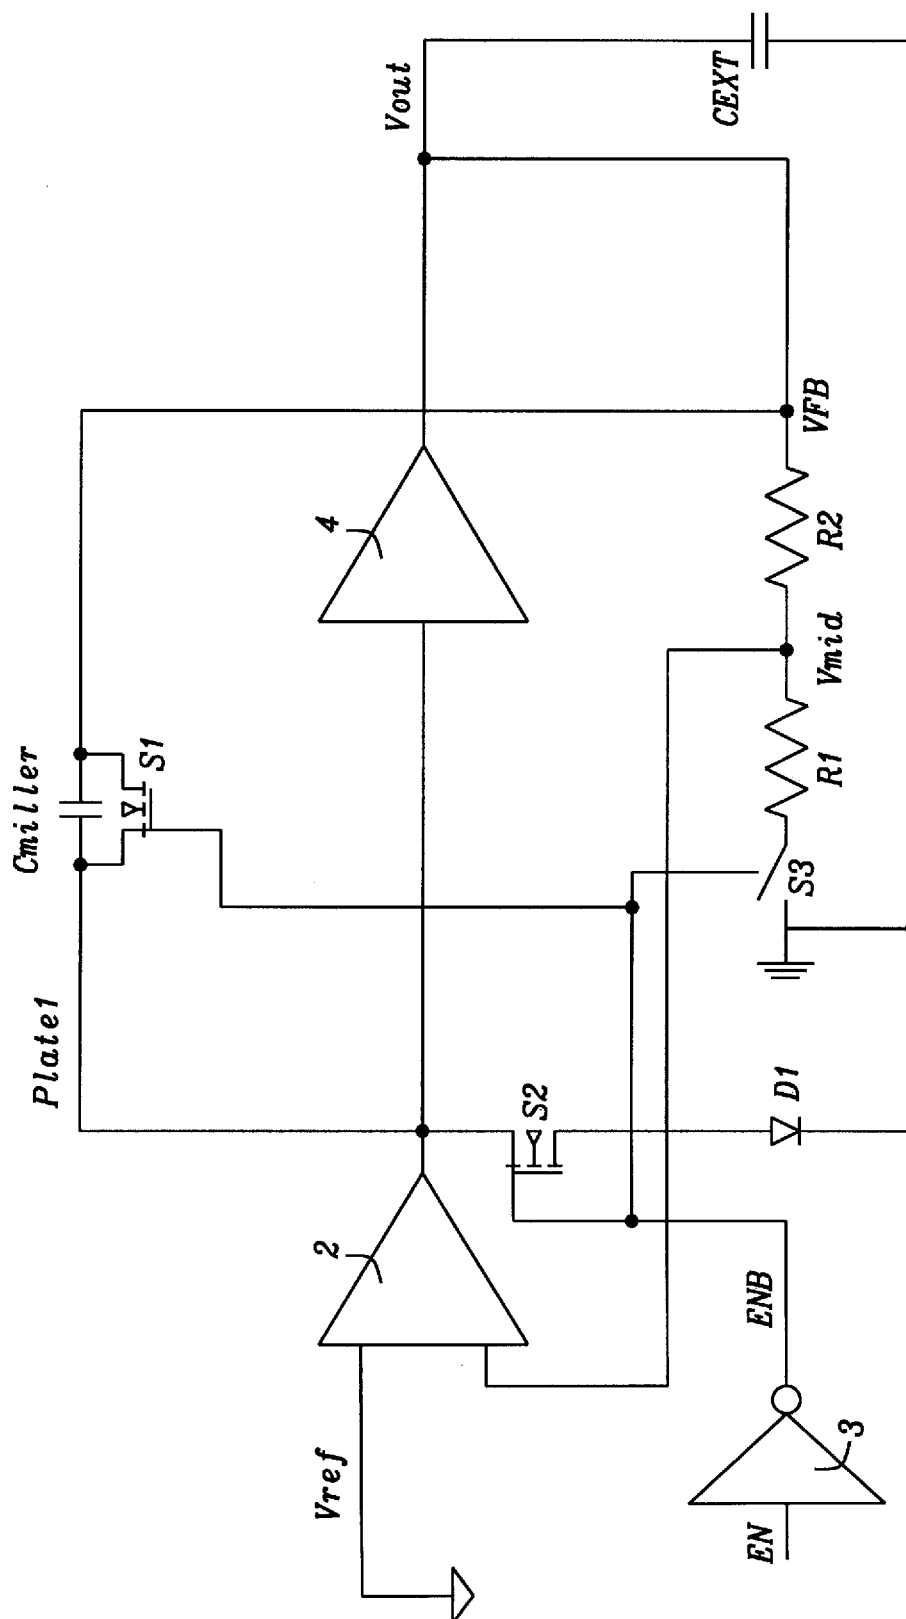 Cmiller
Plate1
S1
Vref
2
4
Vout
S2
D1
EN
3
ENB
S3
R1
Vmid
R2
VFB
CEXT